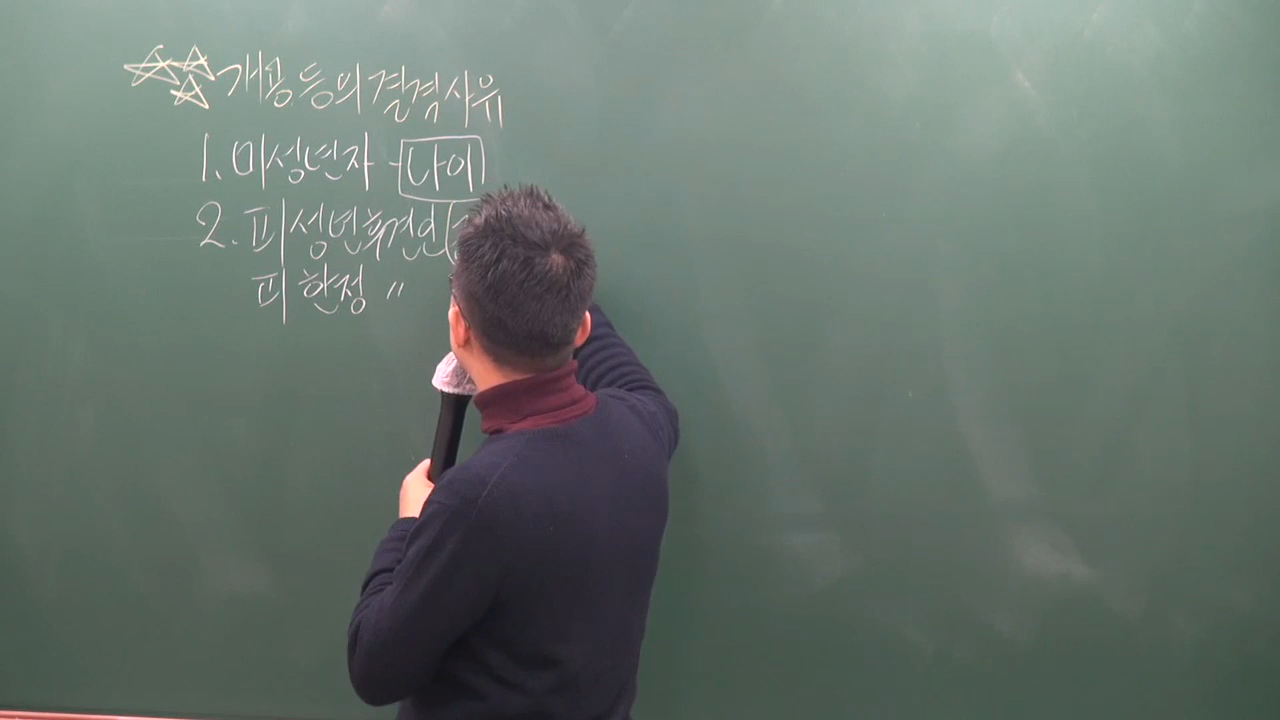 개공 등의 결격사유
1. 미성년자 - 나이
2. 피성년후견인(
피한정 〃